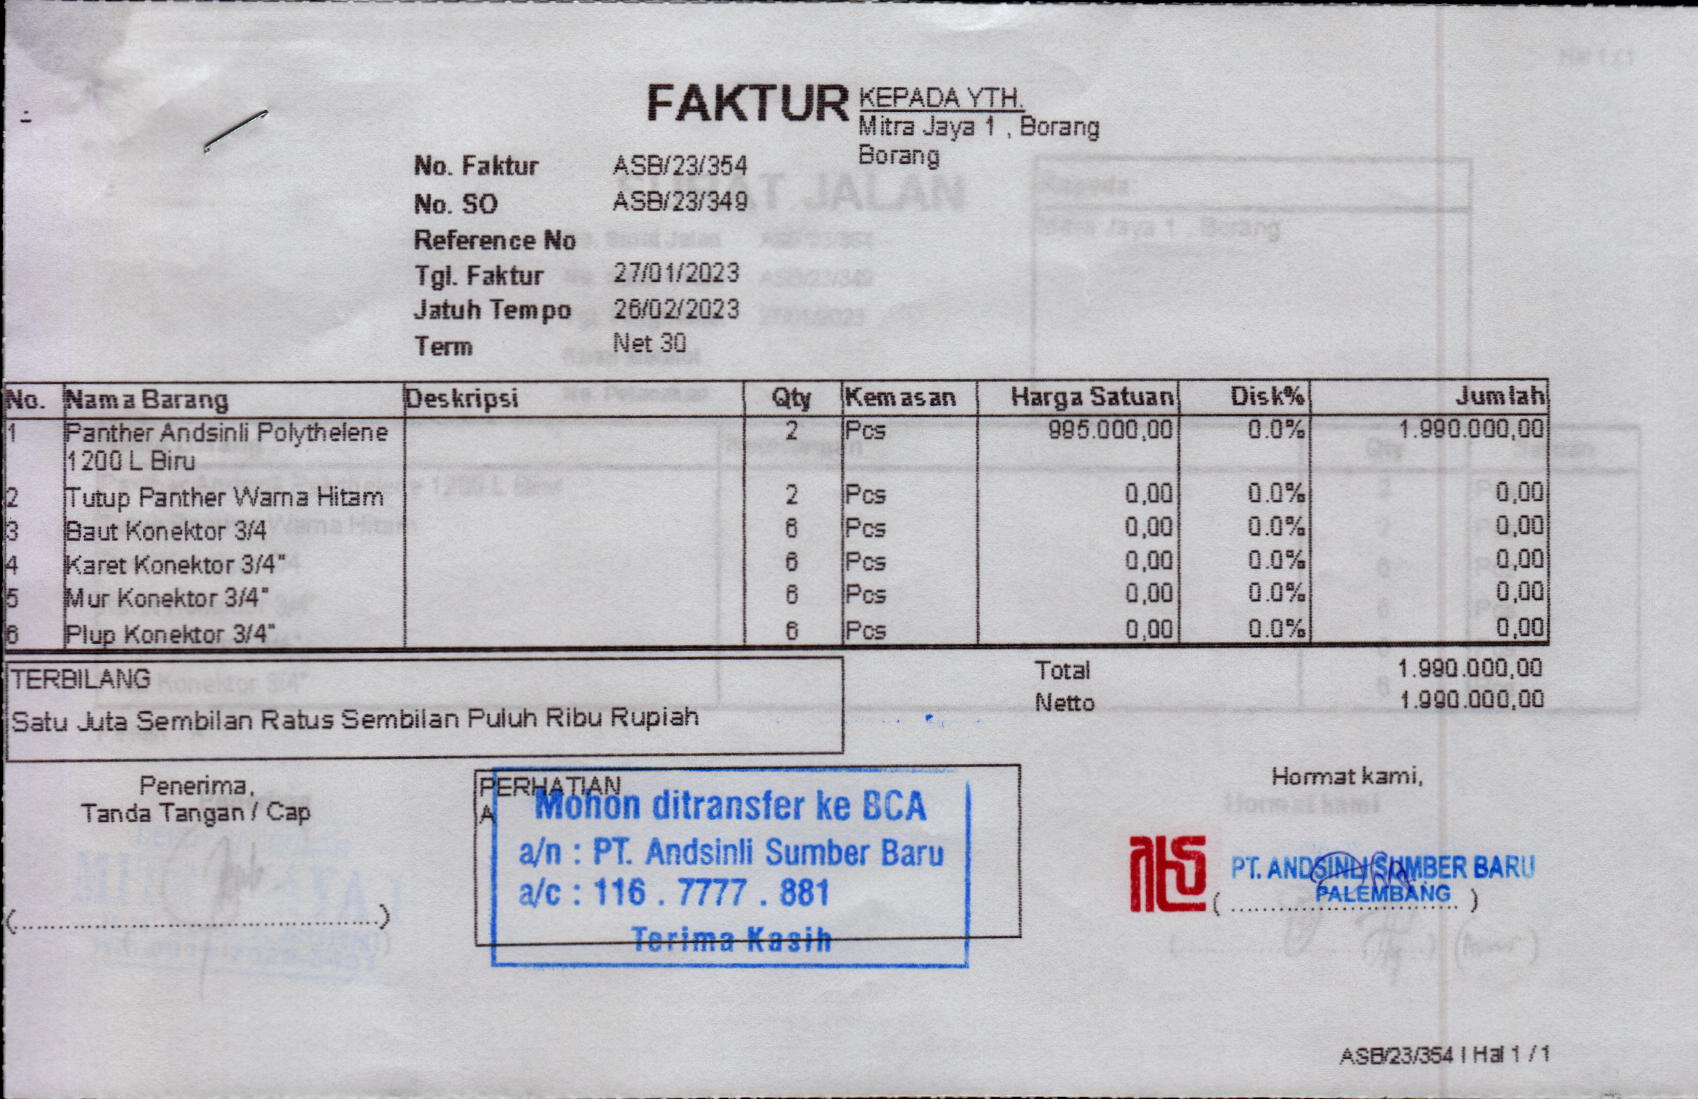 FAKTUR
KEPADA YTH.
Mitra Jaya 1 , Borang
Borang
No. Faktur ASB/23/354
No. SO ASB/23/349
Reference No
Tgl. Faktur 27/01/2023
Jatuh Tempo 26/02/2023
Term Net 30
No. Nama Barang Deskripsi Qty Kemasan Harga Satuan Disk% Jumlah
1 Panther Andsinli Polythelene 2 Pcs 995.000,00 0.0% 1.990.000,00
1200 L Biru
2 Tutup Panther Warna Hitam 2 Pcs 0,00 0.0% 0,00
3 Baut Konektor 3/4 6 Pcs 0,00 0.0% 0,00
4 Karet Konektor 3/4" 6 Pcs 0,00 0.0% 0,00
5 Mur Konektor 3/4" 6 Pcs 0,00 0.0% 0,00
6 Plup Konektor 3/4" 6 Pcs 0,00 0.0% 0,00
TERBILANG
Satu Juta Sembilan Ratus Sembilan Puluh Ribu Rupiah
Total 1.990.000,00
Netto 1.990.000,00
Penerima,
Tanda Tangan / Cap
(................................................)
PERHATIAN
A
Mohon ditransfer ke BCA
a/n : PT. Andsinli Sumber Baru
a/c : 116 . 7777 . 881
Terima Kasih
Hormat kami,
PT. ANDSINLI SUMBER BARU
PALEMBANG
( .............................. )
ASB/23/354 | Hal 1 / 1